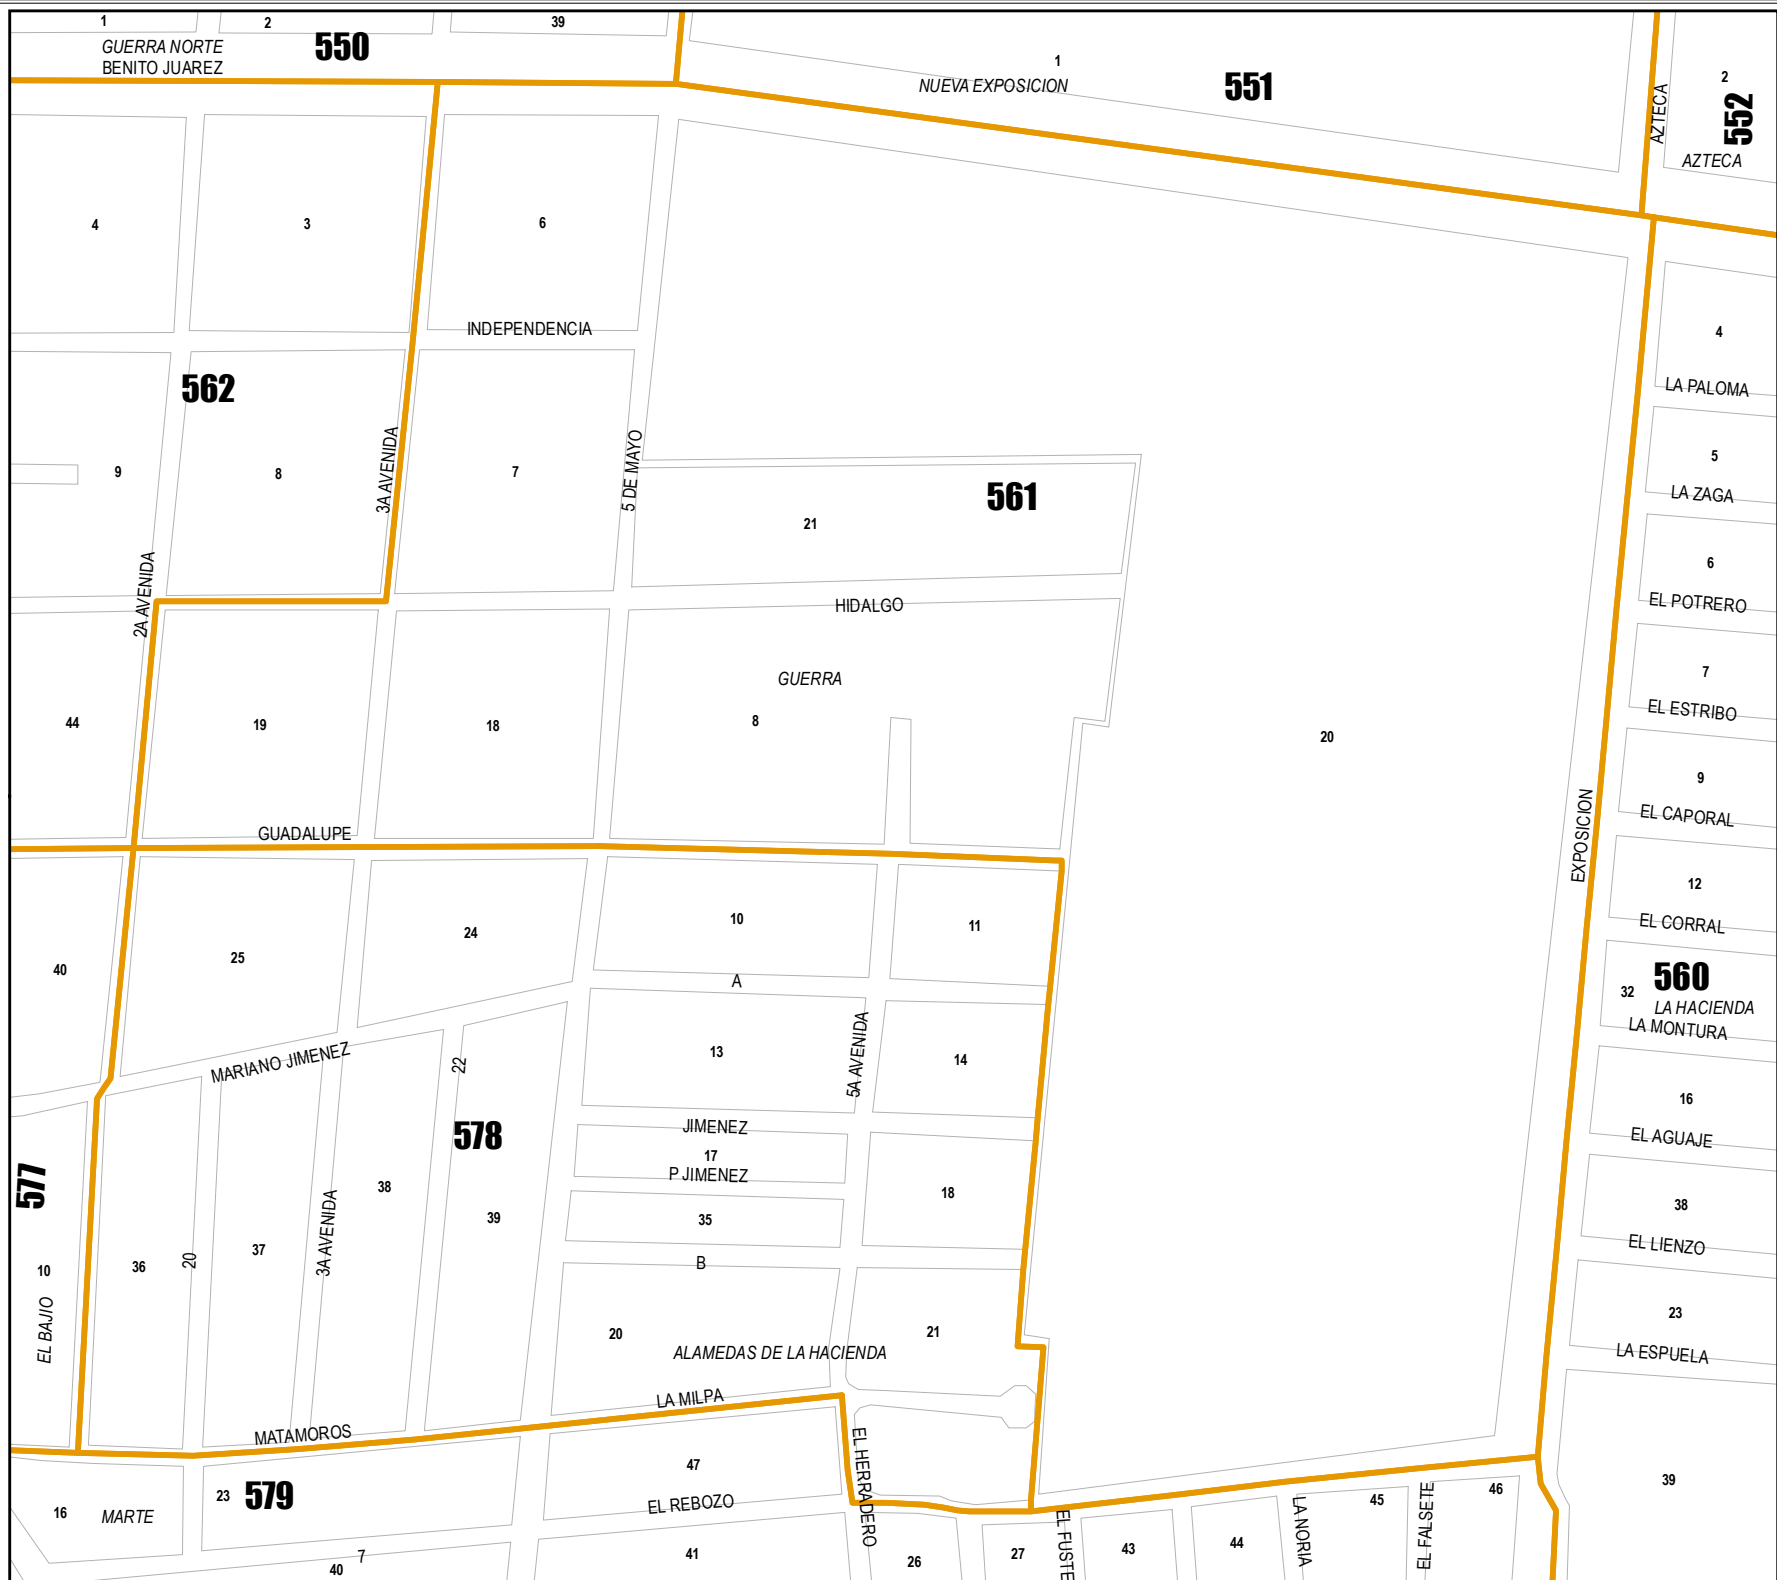 1
2
39
GUERRA NORTE
550
BENITO JUAREZ
1
NUEVA EXPOSICION
551
2
AZTECA
552
AZTECA
4
3
6
INDEPENDENCIA
4
LA PALOMA
562
9
8
3A AVENIDA
7
5 DE MAYO
21
561
5
LA ZAGA
6
EL POTRERO
2A AVENIDA
HIDALGO
GUERRA
7
EL ESTRIBO
44
19
18
8
20
9
EL CAPORAL
GUADALUPE
EXPOSICION
12
EL CORRAL
40
25
24
10
11
A
32
560
LA HACIENDA
LA MONTURA
MARIANO JIMENEZ
22
13
5A AVENIDA
14
16
EL AGUAJE
578
JIMENEZ
17
P JIMENEZ
577
38
18
38
EL LIENZO
39
35
36
20
37
3A AVENIDA
B
10
EL BAJIO
20
21
23
ALAMEDAS DE LA HACIENDA
LA ESPUELA
LA MILPA
MATAMOROS
EL HERRADERO
47
39
23
579
EL REBOZO
16
MARTE
46
45
LA NORIA
EL FALSETE
EL FUSTE
7
40
41
26
27
43
44